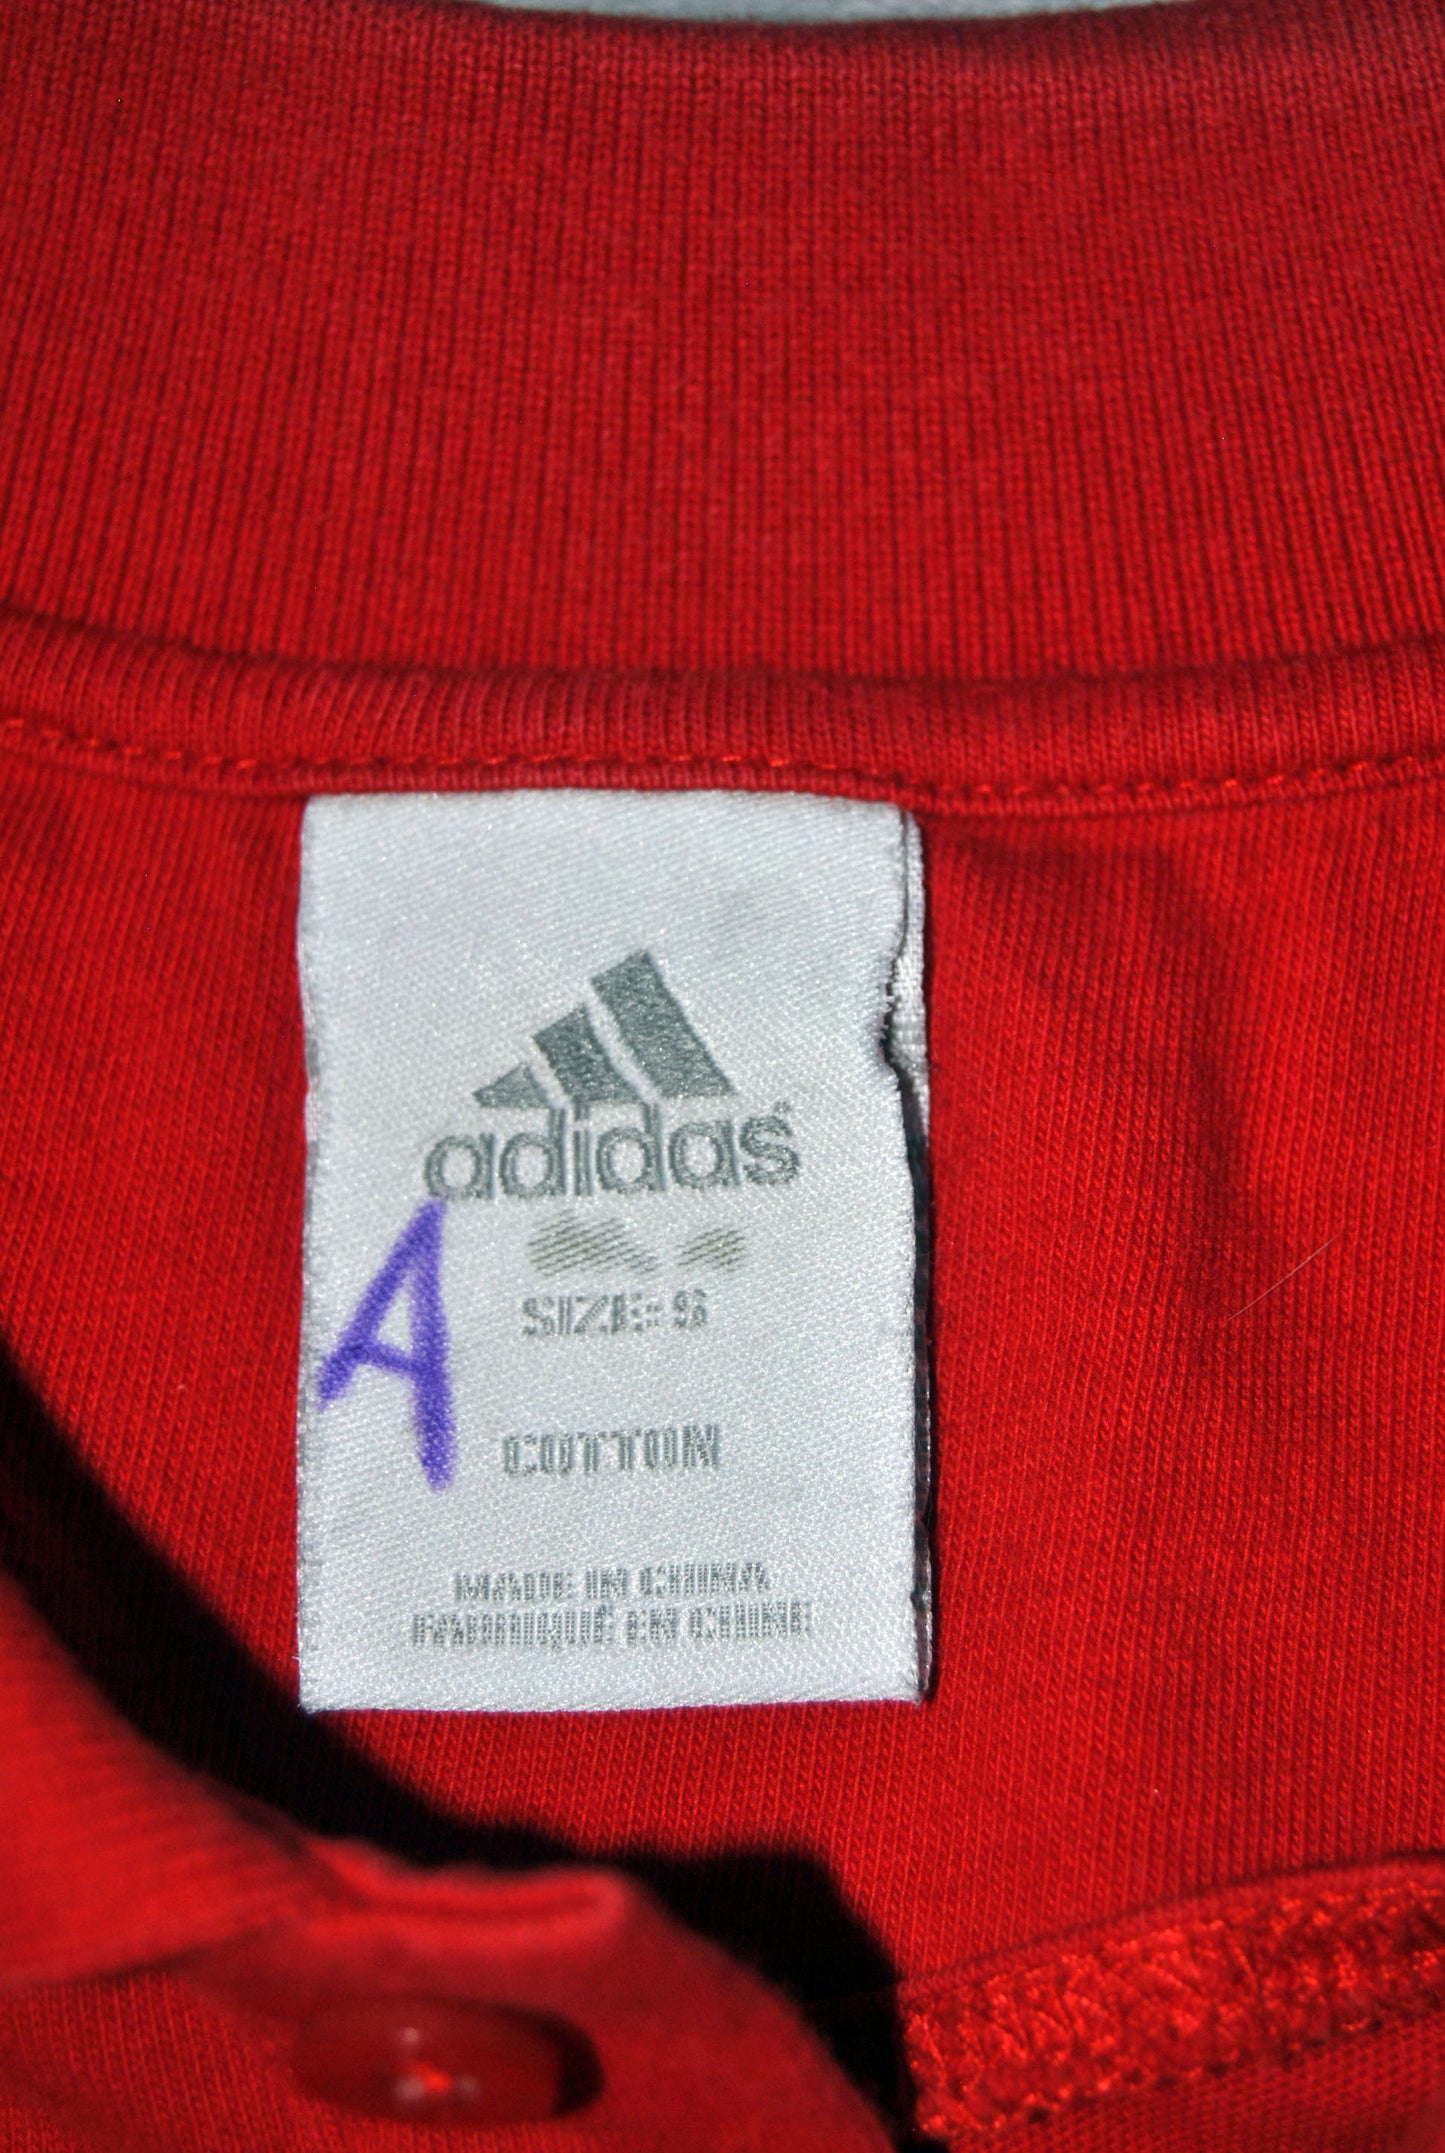 adidas®
A
SIZE: S
COTTON
MADE IN CHINA
FABRIQUÉ EN CHINE